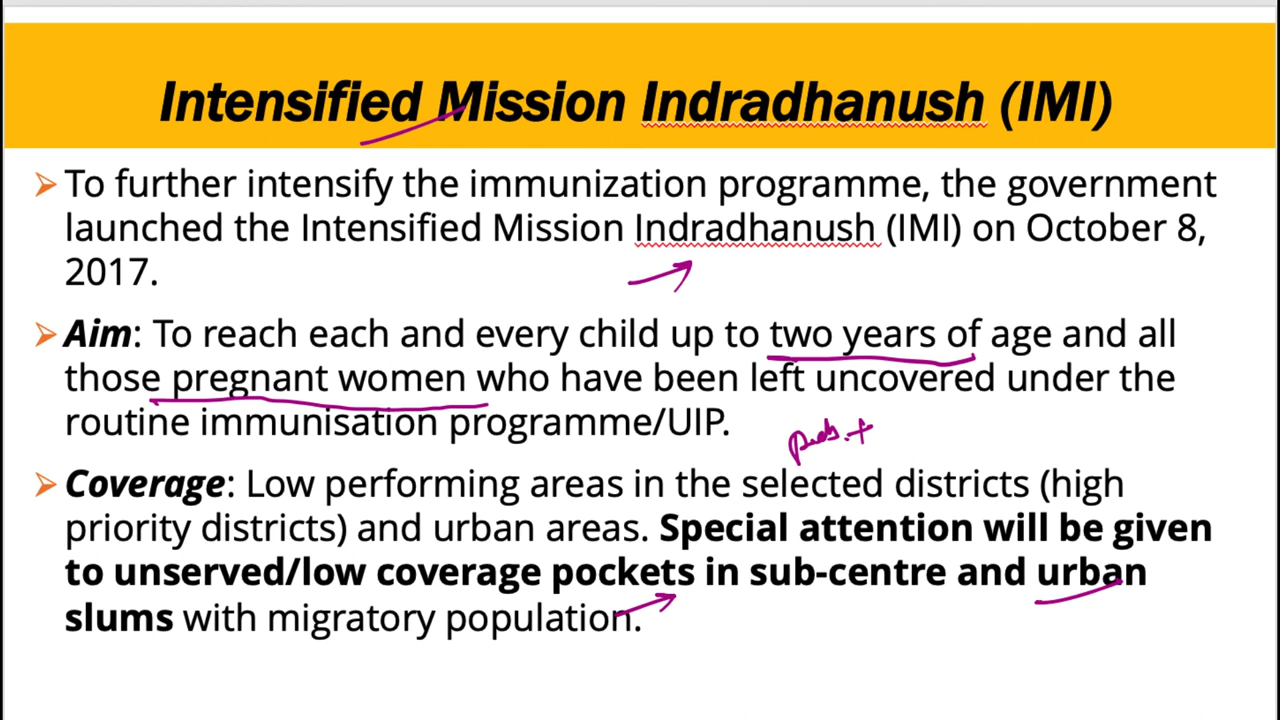 Intensified Mission Indradhanush (IMI)
➢ To further intensify the immunization programme, the government
launched the Intensified Mission Indradhanush (IMI) on October 8,
2017.
➢ Aim: To reach each and every child up to two years of age and all
those pregnant women who have been left uncovered under the
routine immunisation programme/UIP.
➢ Coverage: Low performing areas in the selected districts (high
priority districts) and urban areas. Special attention will be given
to unserved/low coverage pockets in sub-centre and urban
slums with migratory population.